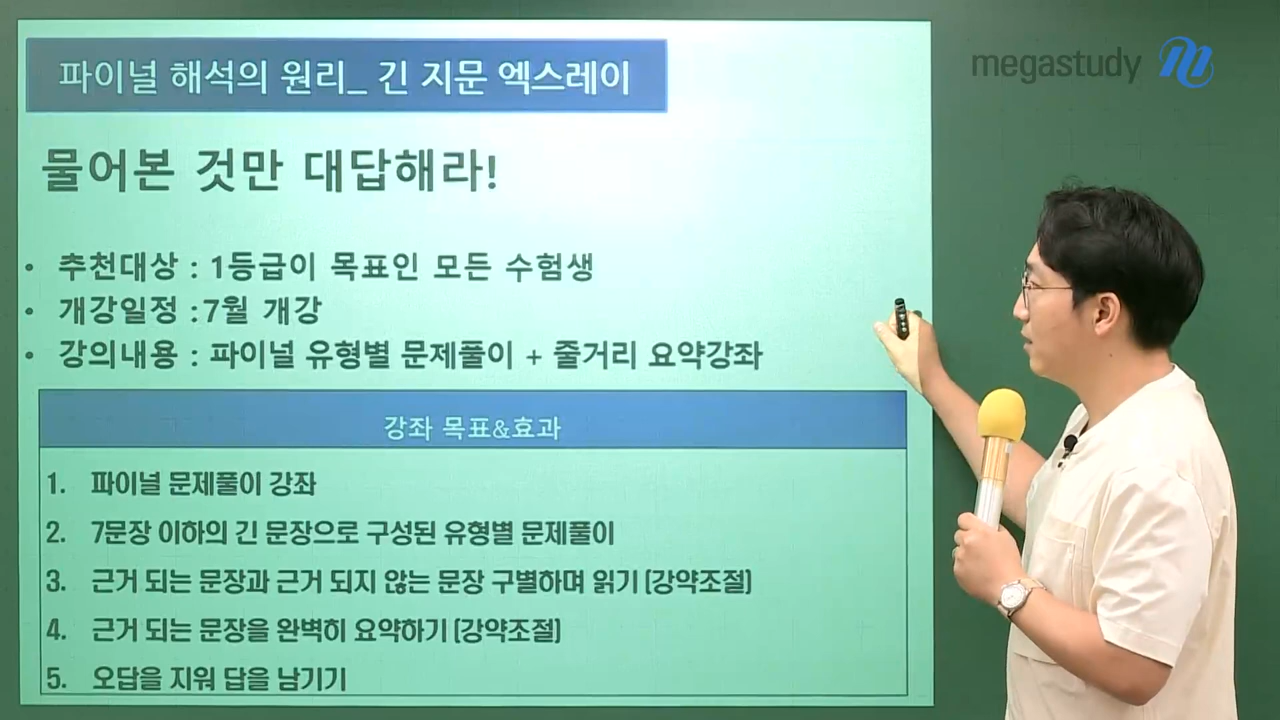 파이널 해석의 원리_ 긴 지문 엑스레이
megastudy
물어본 것만 대답해라!
• 추천대상 : 1등급이 목표인 모든 수험생
• 개강일정 :7월 개강
• 강의내용 : 파이널 유형별 문제풀이 + 줄거리 요약강좌
강좌 목표&효과
1. 파이널 문제풀이 강좌
2. 7문장 이하의 긴 문장으로 구성된 유형별 문제풀이
3. 근거 되는 문장과 근거 되지 않는 문장 구별하며 읽기 (강약조절)
4. 근거 되는 문장을 완벽히 요약하기 (강약조절)
5. 오답을 지워 답을 남기기